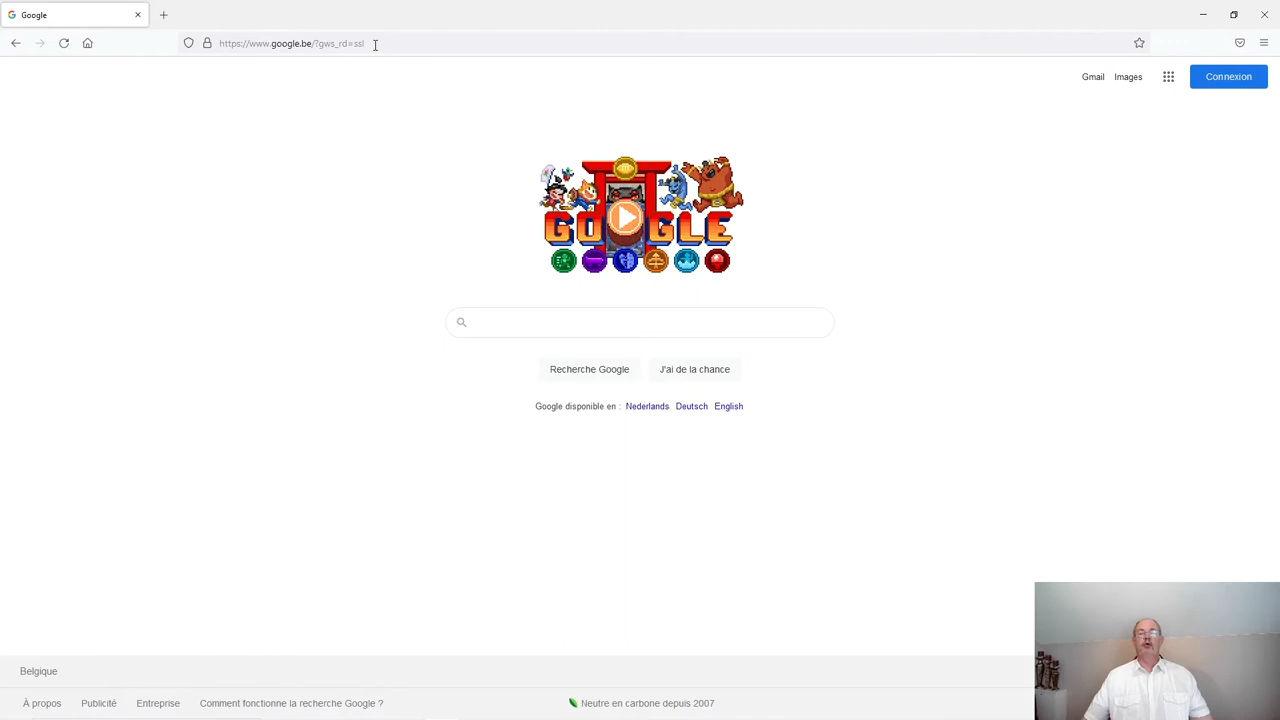 Google
https://www.google.be/?gws_rd=ssl
Gmail Images Connexion
GOOGLE
Recherche Google J'ai de la chance
Google disponible en : Nederlands Deutsch English
Belgique
À propos Publicité Entreprise Comment fonctionne la recherche Google ? Neutre en carbone depuis 2007